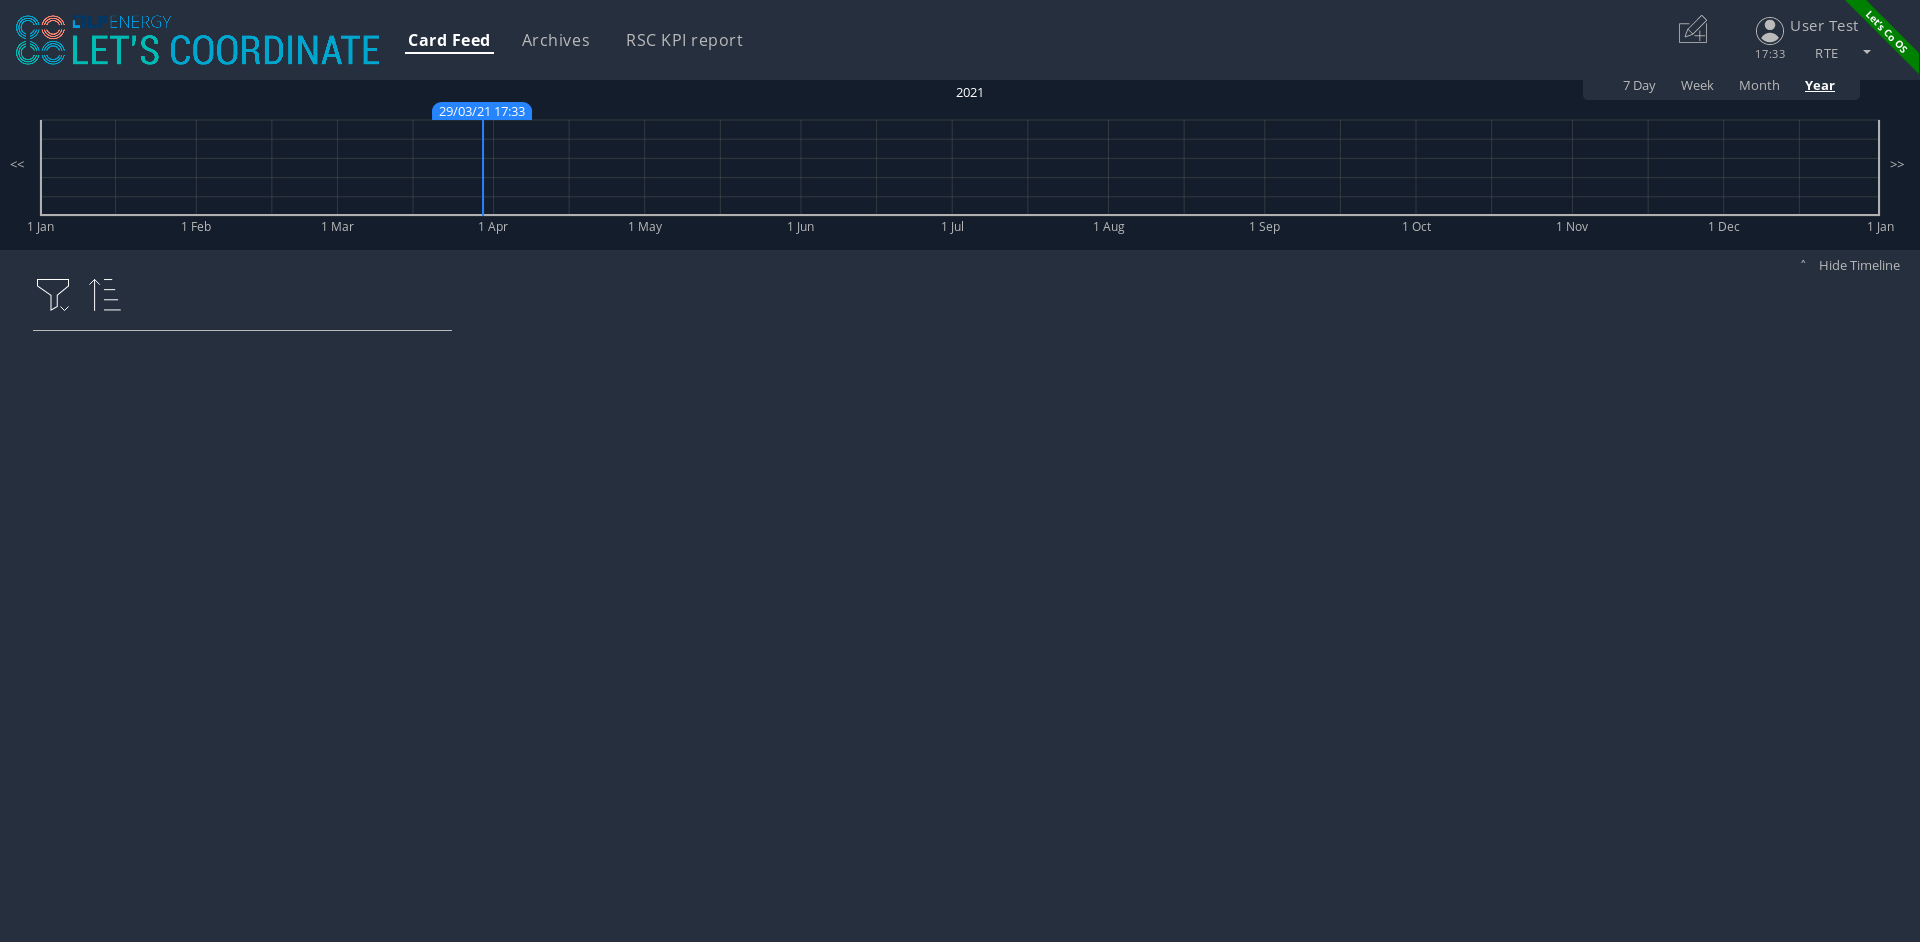 ENERGY
LET'S COORDINATE
Card Feed
Archives
RSC KPI report
User Test
17:33
RTE
Let's Co OS
7 Day
Week
Month
Year
2021
29/03/21 17:33
<<
>>
1 Jan
1 Feb
1 Mar
1 Apr
1 May
1 Jun
1 Jul
1 Aug
1 Sep
1 Oct
1 Nov
1 Dec
1 Jan
Hide Timeline